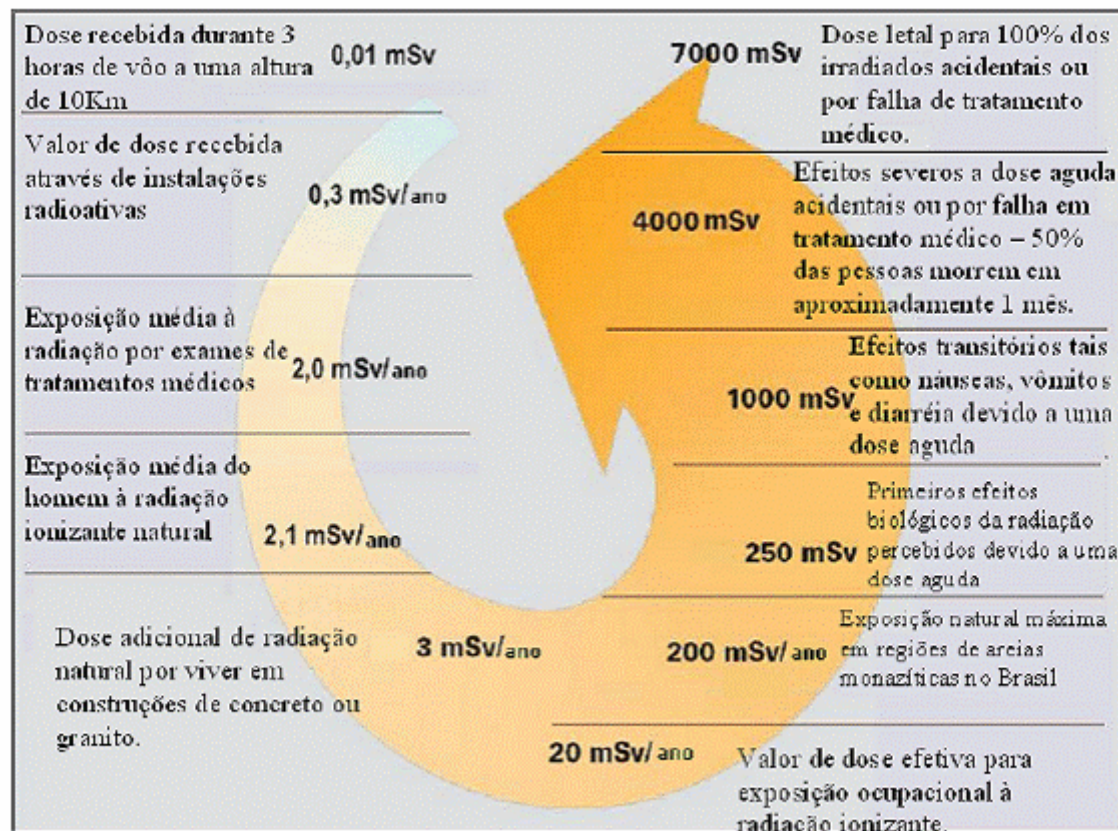 Dose recebida durante 3
horas de vôo a uma altura
de 10Km
0,01 mSv
Valor de dose recebida
através de instalações
radioativas
0,3 mSv/ano
Exposição média à
radiação por exames de
tratamentos médicos
2,0 mSv/ano
Exposição média do
homem à radiação
ionizante natural
2,1 mSv/ano
Dose adicional de radiação
natural por viver em
construções de concreto ou
granito.
3 mSv/ano
20 mSv/ano
Valor de dose efetiva para
exposição ocupacional à
radiação ionizante.
200 mSv/ano
Exposição natural máxima
em regiões de areias
monazíticas no Brasil
250 mSv
Primeiros efeitos
biológicos da radiação
percebidos devido a uma
dose aguda
1000 mSv
Efeitos transitórios tais
como náuseas, vômitos
e diarréia devido a uma
dose aguda
4000 mSv
Efeitos severos a dose aguda
acidentais ou por falha em
tratamento médico – 50%
das pessoas morrem em
aproximadamente 1 mês.
7000 mSv
Dose letal para 100% dos
irradiados acidentais ou
por falha de tratamento
médico.